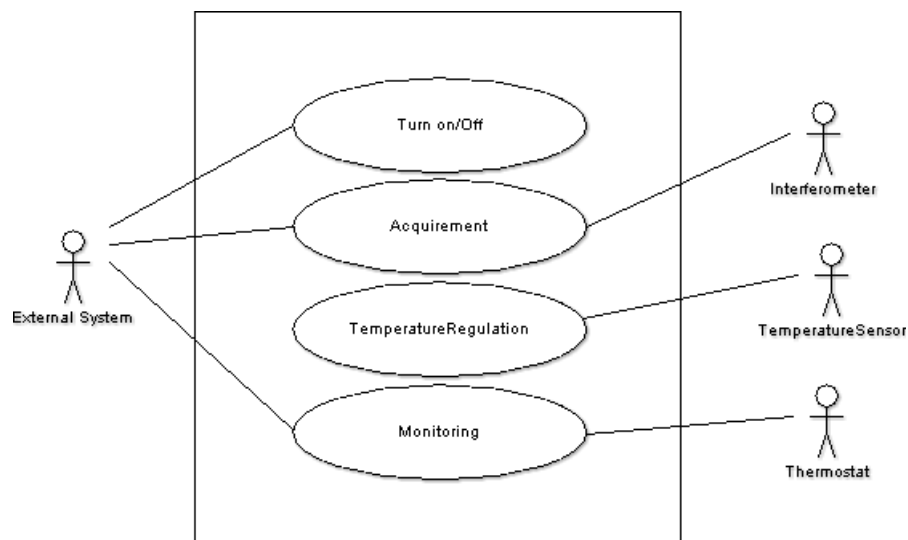 Turn on/Off
Acquirement
Interferometer
External System
TemperatureRegulation
TemperatureSensor
Monitoring
Thermostat